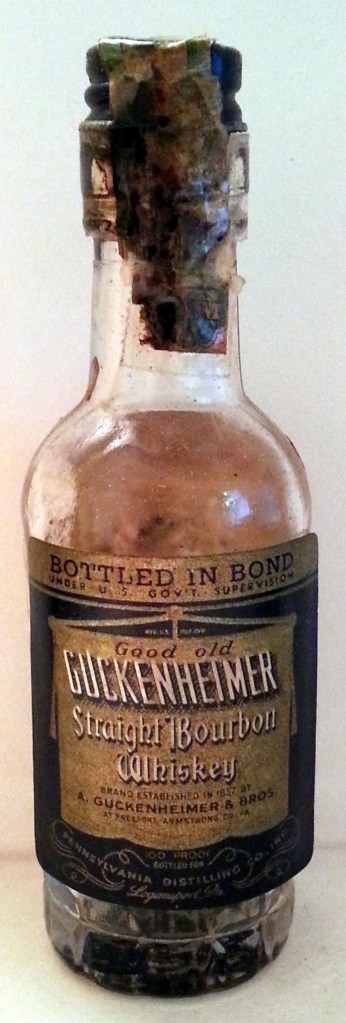 BOTTLED IN BOND
UNDER U.S. GOV'T. SUPERVISION
REG. U.S. PAT. OFF.
Good old
GUCKENHEIMER
Straight Bourbon
Whiskey
BRAND ESTABLISHED IN 1857 BY
A. GUCKENHEIMER & BROS.
AT FREEPORT ARMSTRONG CO., PA.
100 PROOF
BOTTLED FOR
PENNSYLVANIA DISTILLING CO., INC.
Logansport, Pa.